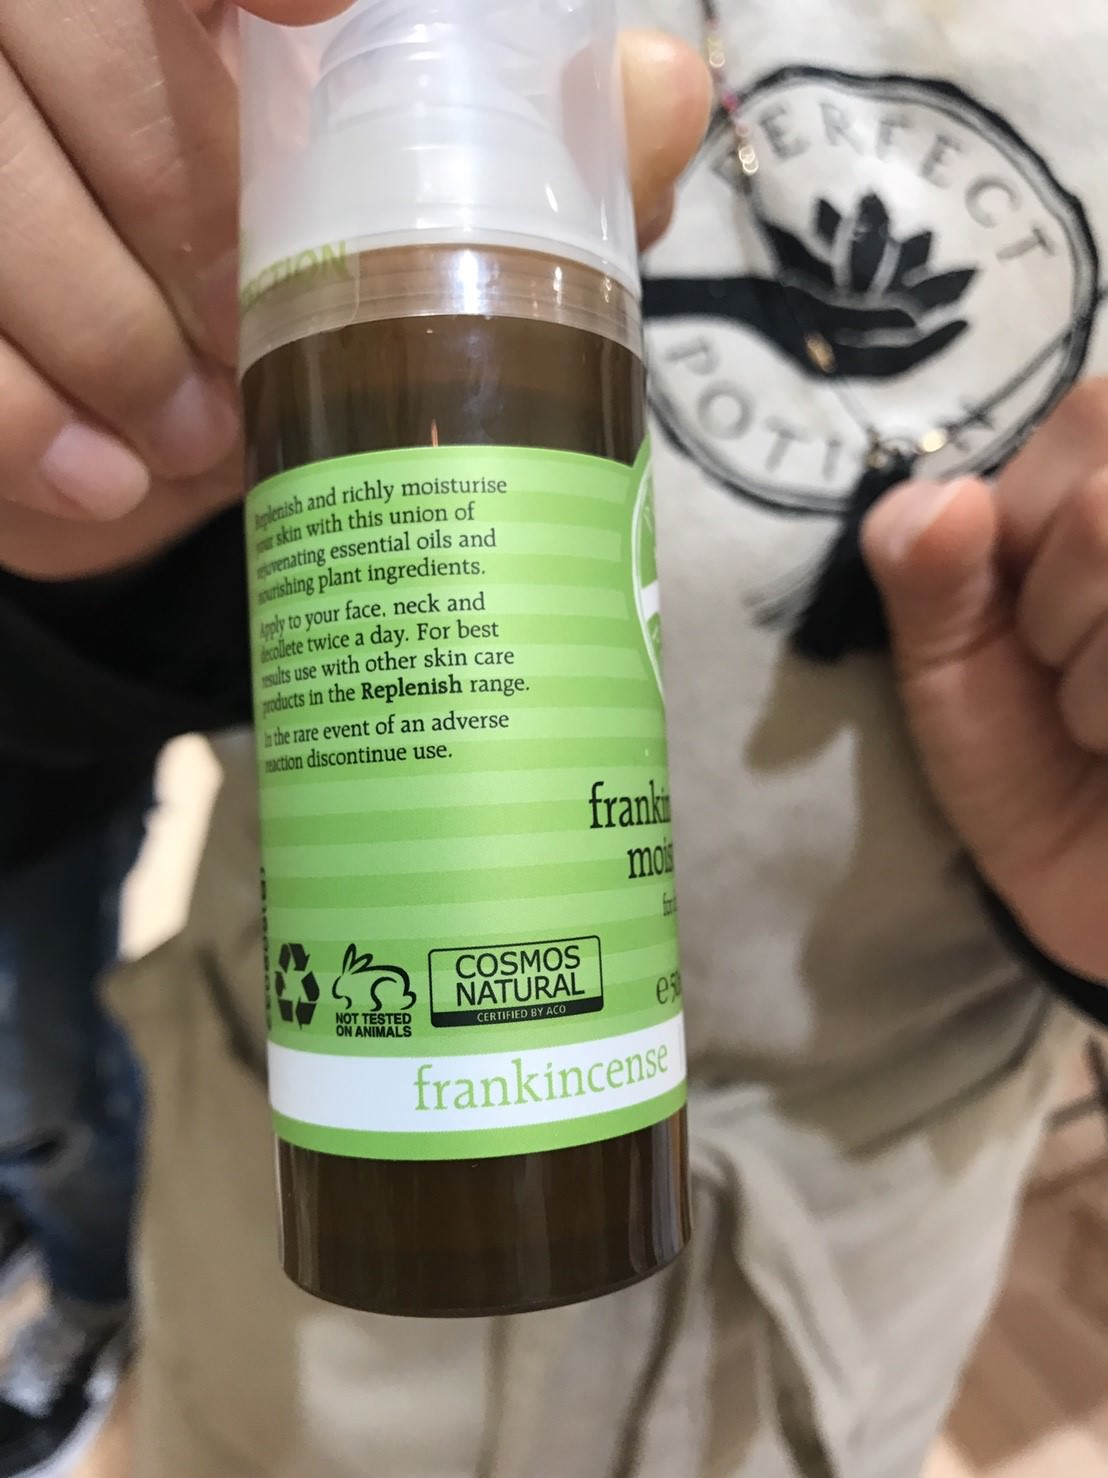 PERFECT
POTION
Replenish and richly moisturise
your skin with this union of
rejuvenating essential oils and
nourishing plant ingredients.
Apply to your face, neck and
decollete twice a day. For best
results use with other skin care
products in the Replenish range.
In the rare event of an adverse
reaction discontinue use.
frankin
mois
NOT TESTED
ON ANIMALS
COSMOS
NATURAL
CERTIFIED BY ACO
frankincense